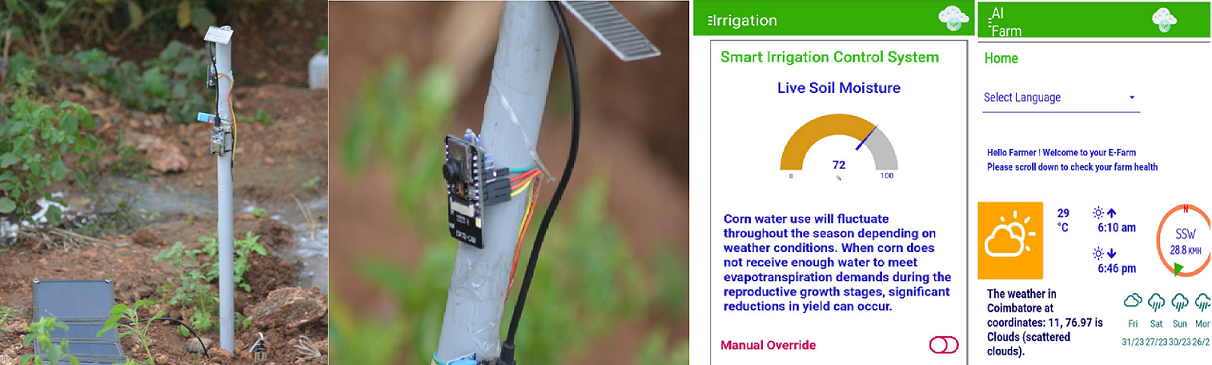 Irrigation
Smart Irrigation Control System
Live Soil Moisture
72
0
%
100
Corn water use will fluctuate
throughout the season depending on
weather conditions. When corn does
not receive enough water to meet
evapotranspiration demands during the
reproductive growth stages, significant
reductions in yield can occur.
Manual Override
AI
Farm
Home
Select Language
Hello Farmer ! Welcome to your E-Farm
Please scroll down to check your farm health
29
°C
6:10 am
6:46 pm
N
SSW
28.8 KMH
The weather in
Coimbatore at
coordinates: 11, 76.97 is
Clouds (scattered
clouds).
Fri Sat Sun Mor
31/23 27/23 30/23 26/2